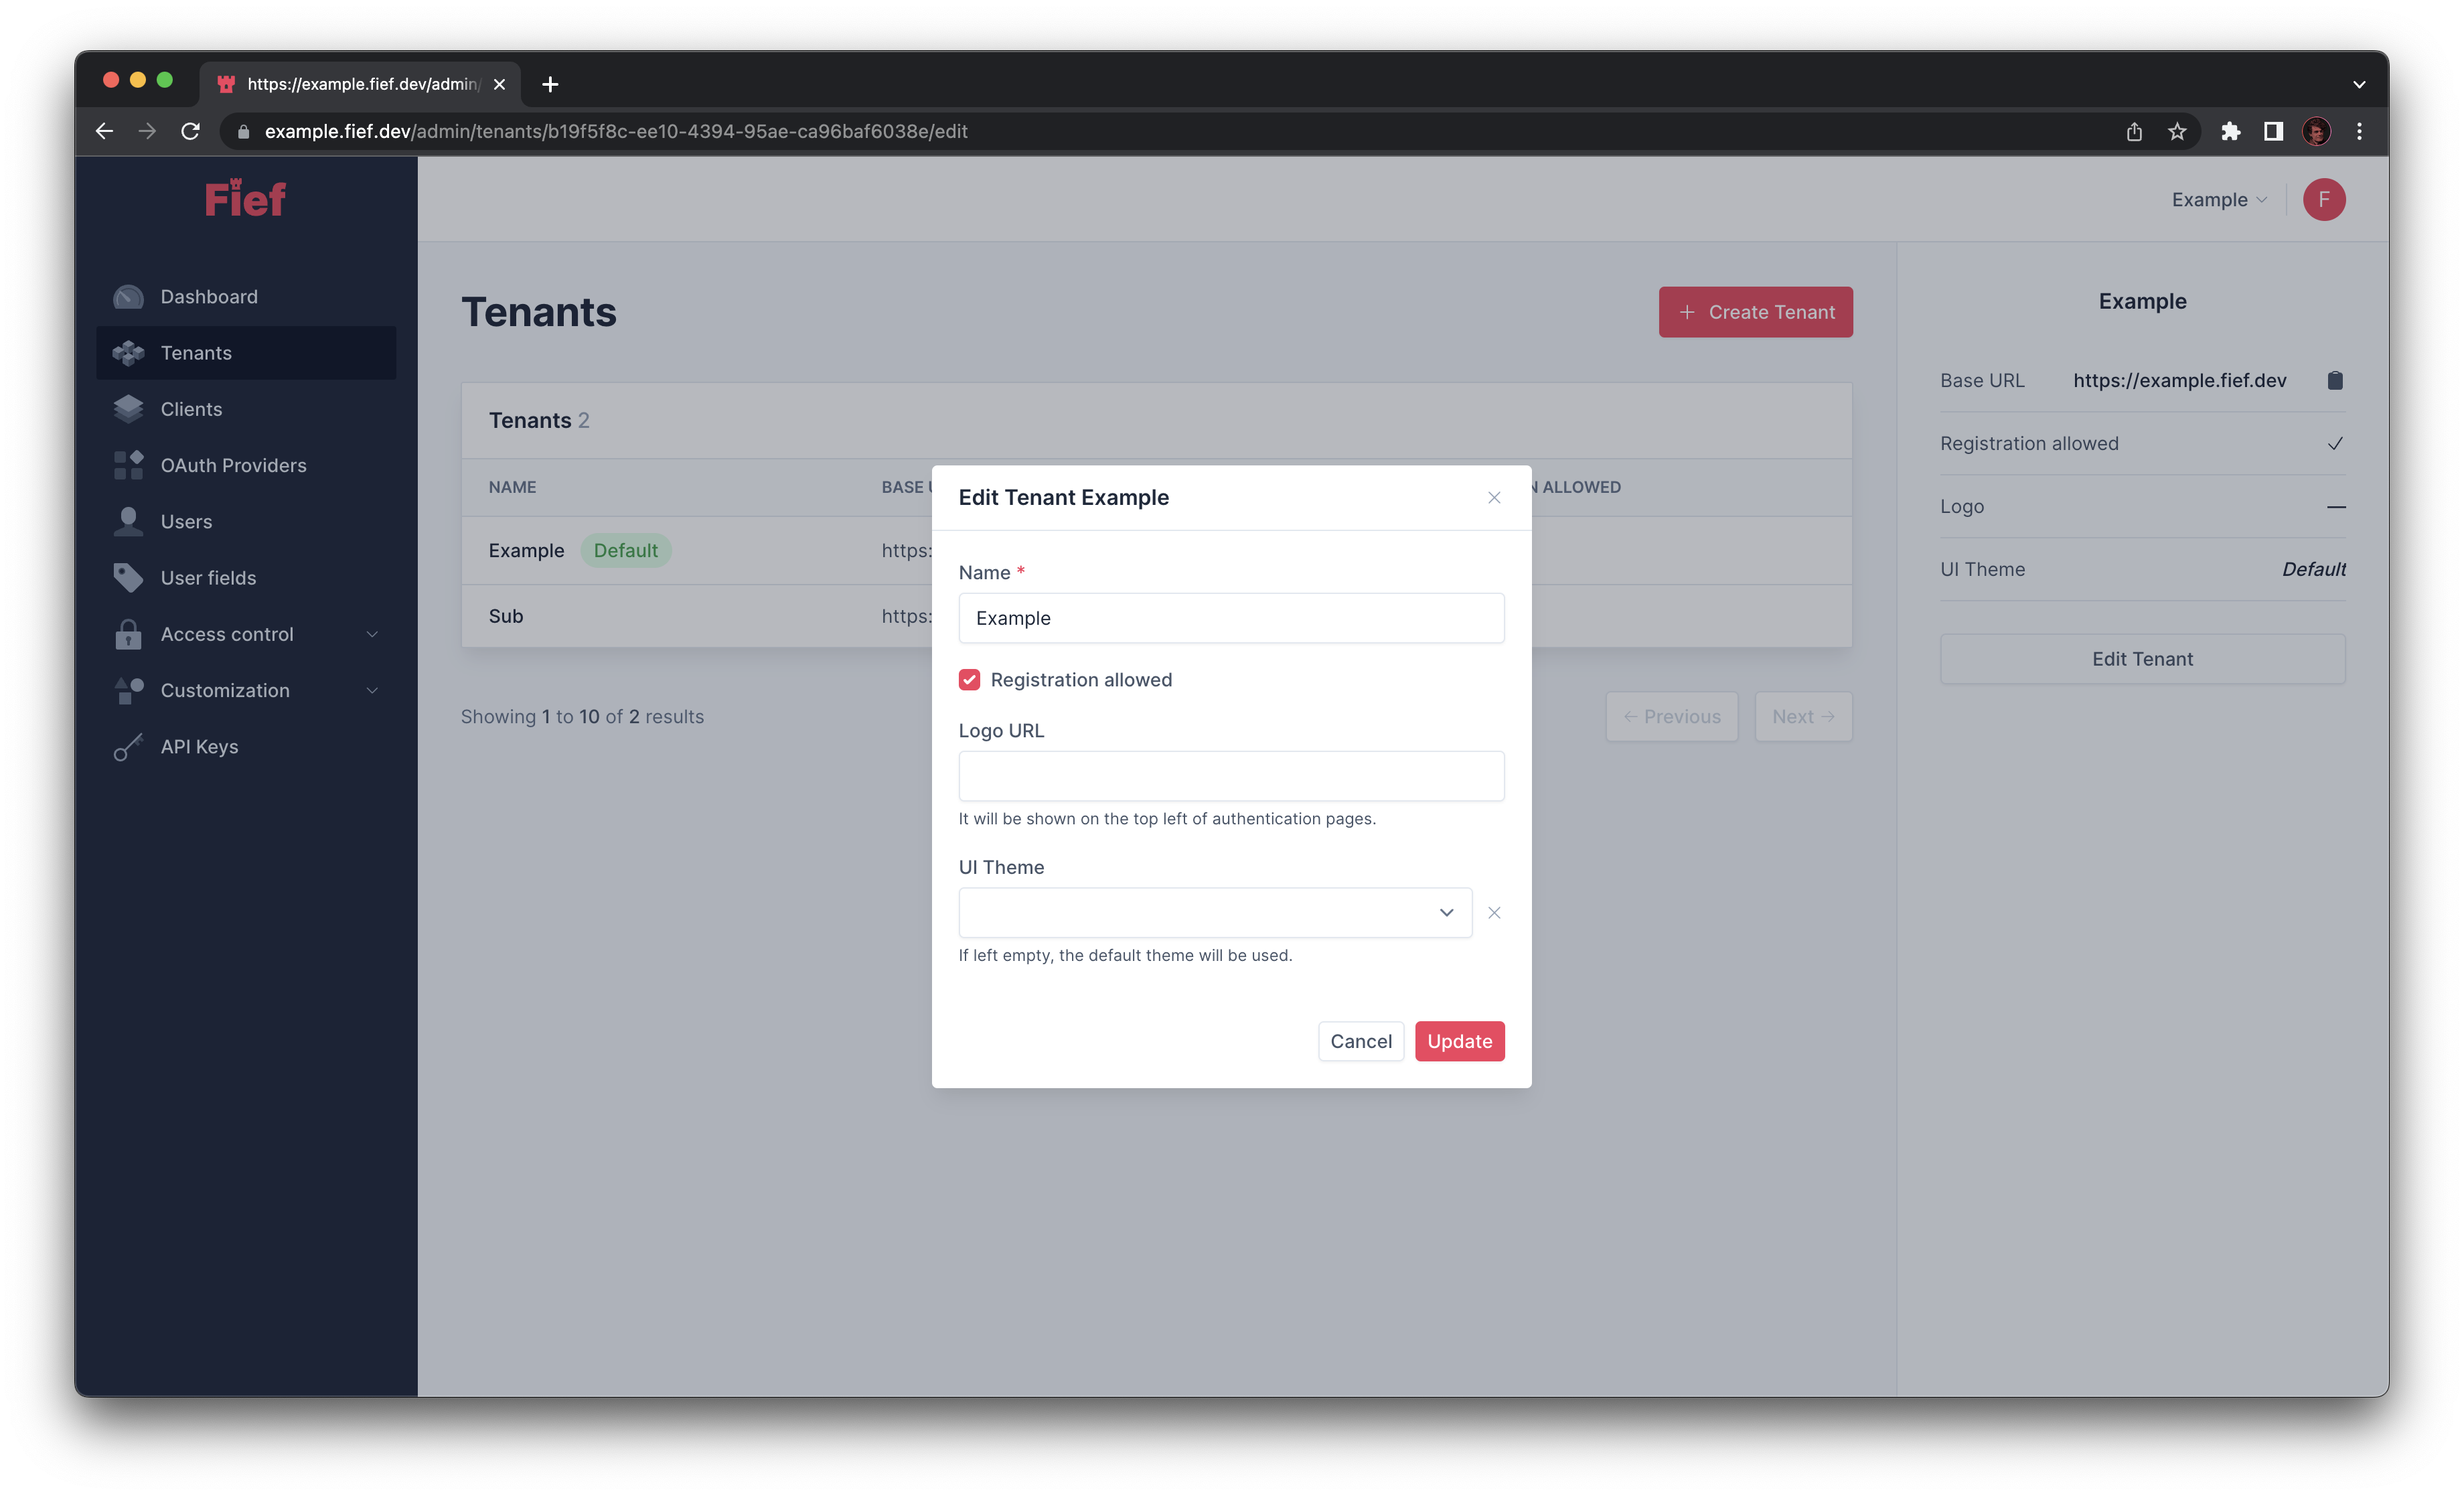 https://example.fief.dev/admin/
example.fief.dev/admin/tenants/b19f5f8c-ee10-4394-95ae-ca96baf6038e/edit
Fief
Example
F
Dashboard
Tenants
Clients
OAuth Providers
Users
User fields
Access control
Customization
API Keys
Tenants
+ Create Tenant
Tenants 2
NAME
BASE
ALLOWED
Example Default
https:
Sub
https:
Showing 1 to 10 of 2 results
← Previous
Next →
Edit Tenant Example
Name *
Example
Registration allowed
Logo URL
It will be shown on the top left of authentication pages.
UI Theme
If left empty, the default theme will be used.
Cancel
Update
Example
Base URL https://example.fief.dev
Registration allowed
Logo —
UI Theme Default
Edit Tenant